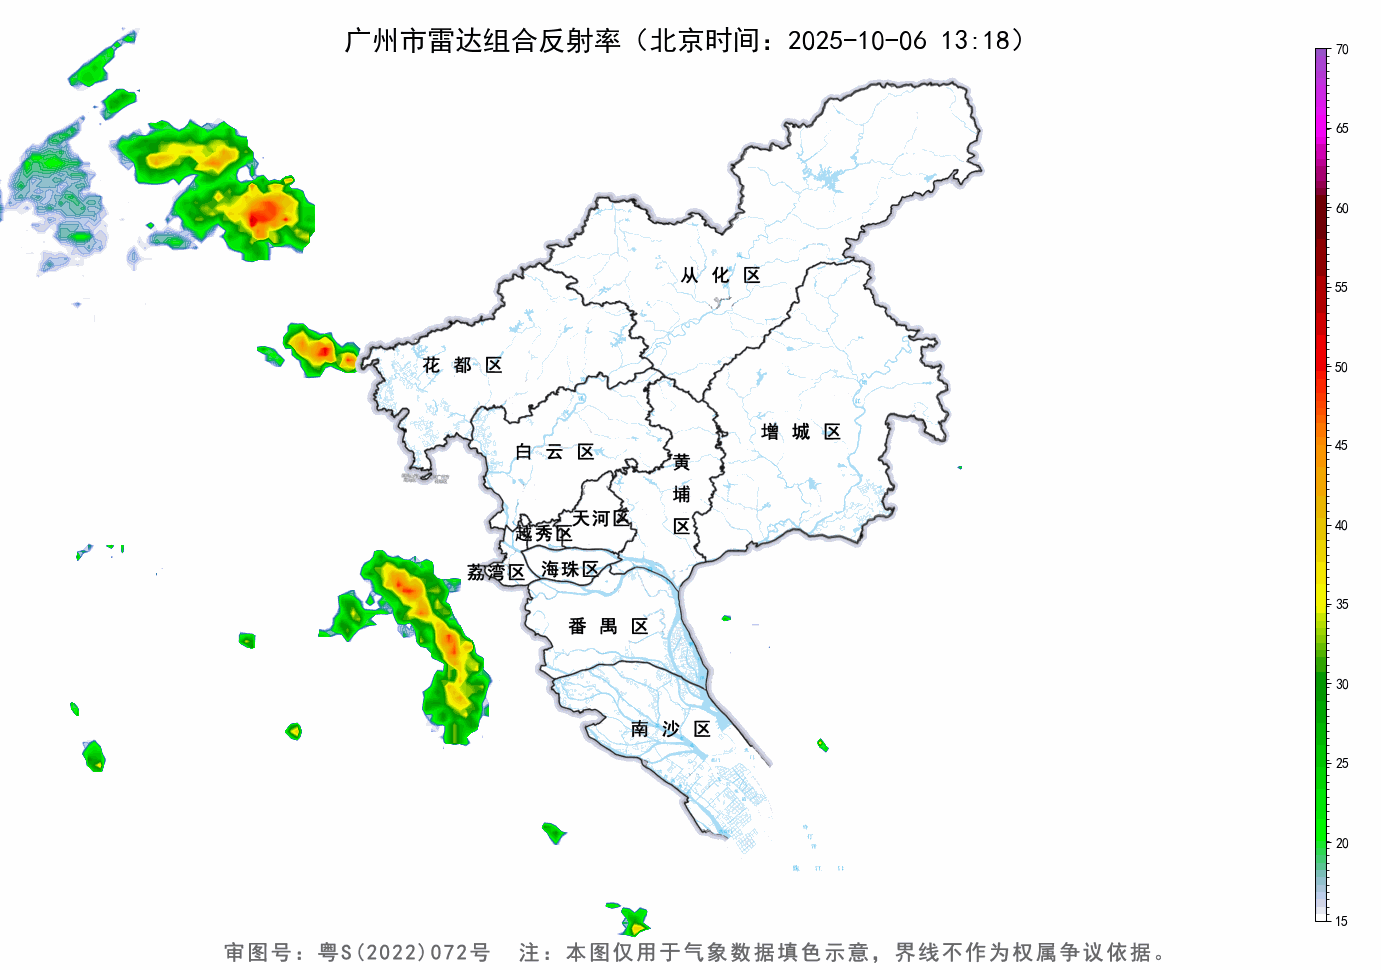 广州市雷达组合反射率（北京时间：2025-10-06 13:18）
70
65
60
55
50
45
40
35
30
25
20
15
从化区
花都区
增城区
白云区
黄埔区
天河区
越秀区
荔湾区
海珠区
番禺区
南沙区
审图号：粤S(2022)072号 注：本图仅用于气象数据填色示意，界线不作为权属争议依据。